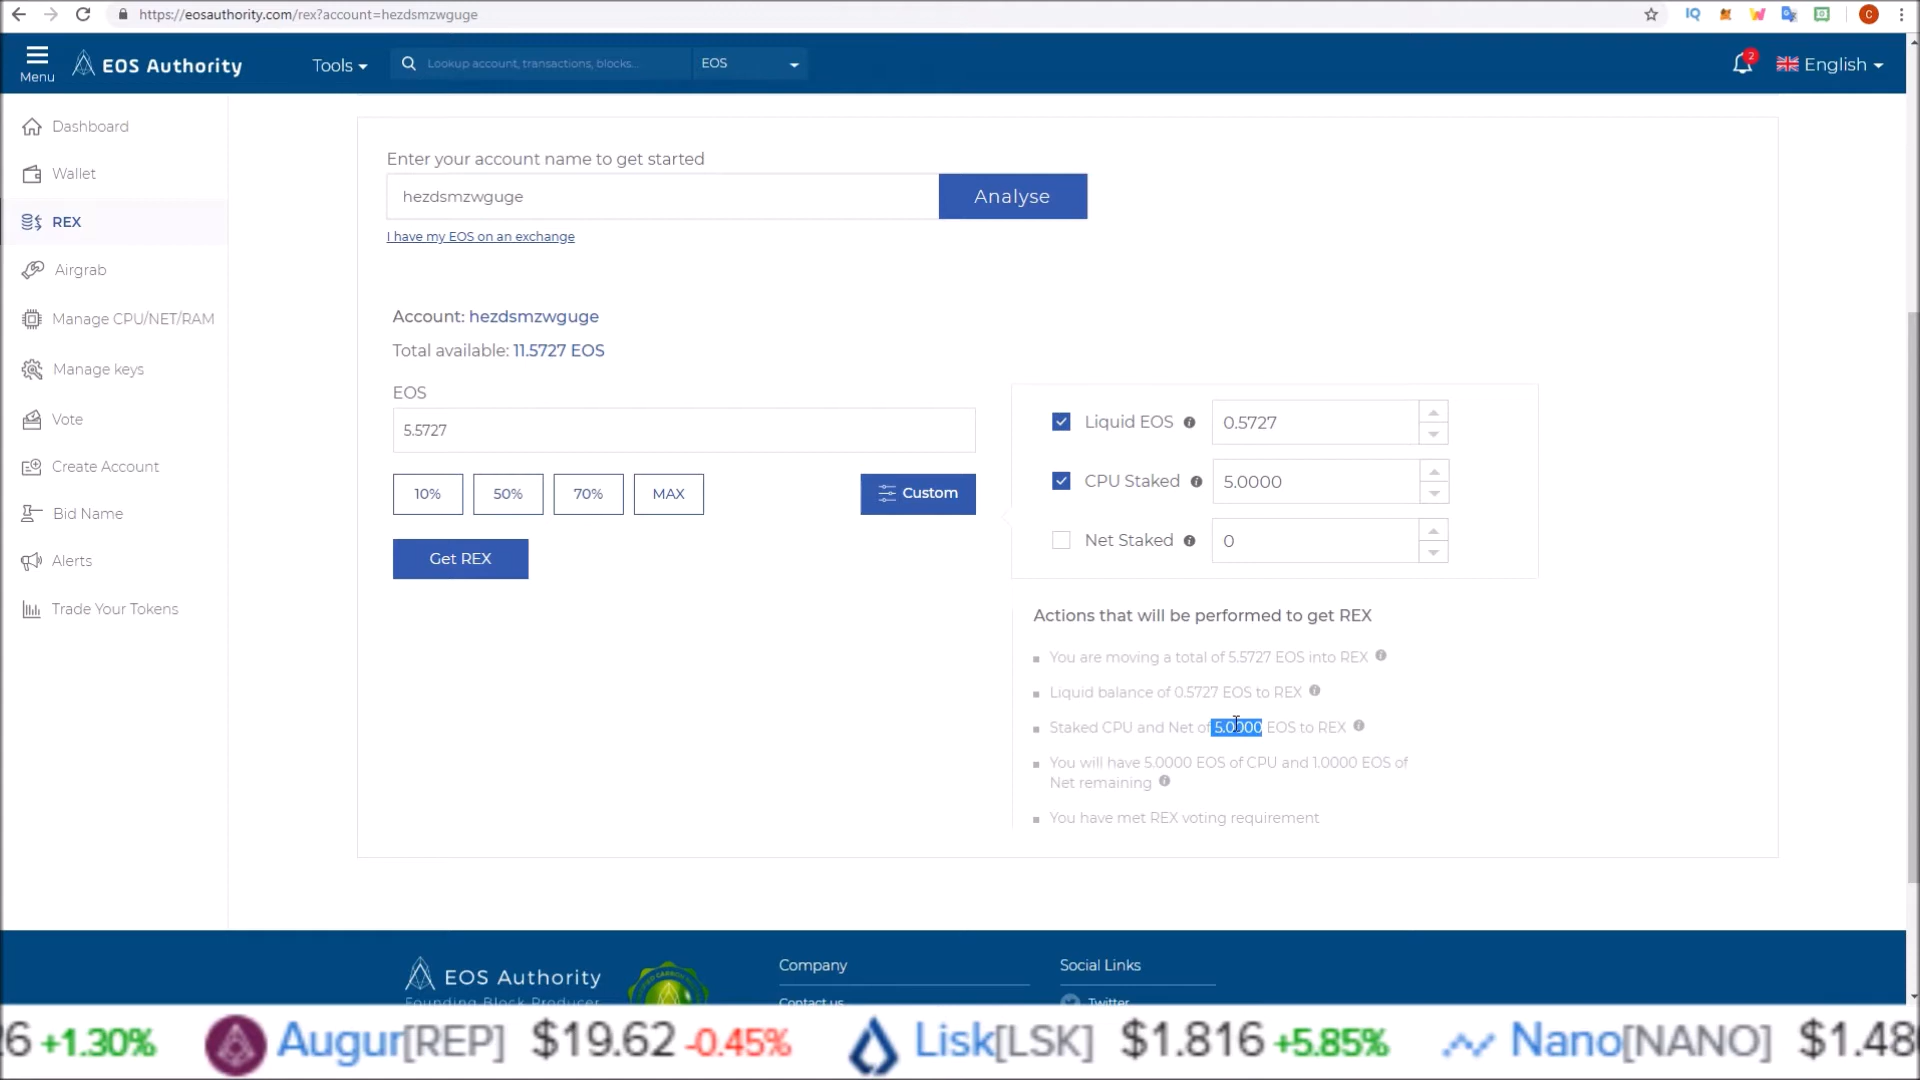 https://eosauthority.com/rex?account=hezdsmzwguge
Menu
EOS Authority
Tools
Lookup account, transactions, blocks...
EOS
2
English
Dashboard
Wallet
REX
Airgrab
Manage CPU/NET/RAM
Manage keys
Vote
Create Account
Bid Name
Alerts
Trade Your Tokens
Enter your account name to get started
hezdsmzwguge
Analyse
I have my EOS on an exchange
Account: hezdsmzwguge
Total available: 11.5727 EOS
EOS
5.5727
10%
50%
70%
MAX
Custom
Get REX
Liquid EOS
0.5727
CPU Staked
5.0000
Net Staked
0
Actions that will be performed to get REX
You are moving a total of 5.5727 EOS into REX
Liquid balance of 0.5727 EOS to REX
Staked CPU and Net of 5.0000 EOS to REX
You will have 5.0000 EOS of CPU and 1.0000 EOS of
Net remaining
You have met REX voting requirement
EOS Authority
Founding Block Producer
Company
Contact us
Social Links
Twitter
26 +1.30% Augur[REP] $19.62 -0.45% Lisk[LSK] $1.816 +5.85% Nano[NANO] $1.48